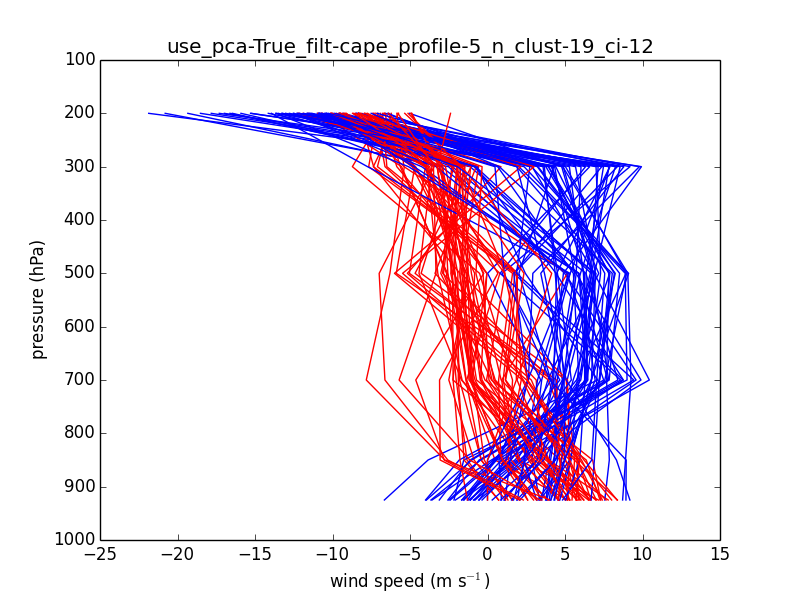 use_pca-True_filt-cape_profile-5_n_clust-19_ci-12
100
200
300
400
500
600
700
800
900
1000
pressure (hPa)
−25 −20 −15 −10 −5 0 5 10 15
wind speed (m s⁻¹)